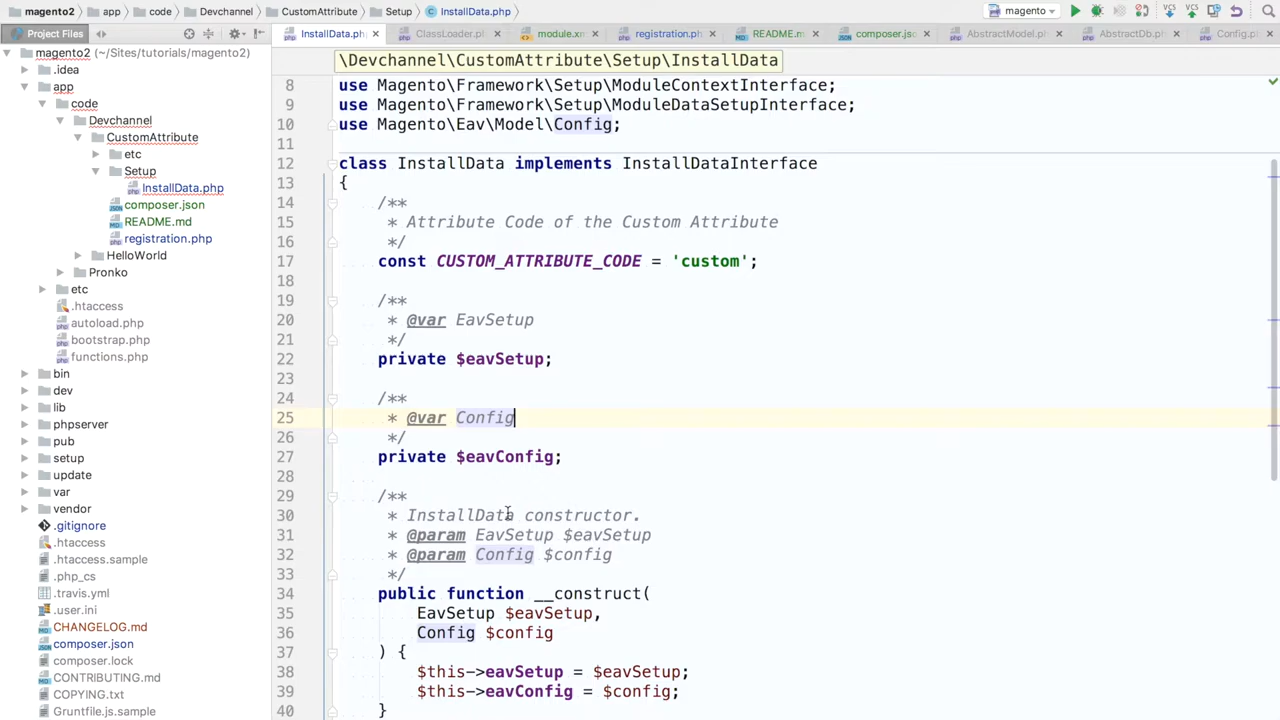 magento2 app code Devchannel CustomAttribute Setup InstallData.php magento
Project Files
InstallData.php ClassLoader.php module.xm registration.php README.md composer.jsc AbstractModel.p AbstractDb.ph Config.ph
magento2 (~/Sites/tutorials/magento2)
.idea
app
code
Devchannel
CustomAttribute
etc
Setup
InstallData.php
composer.json
README.md
registration.php
HelloWorld
Pronko
etc
.htaccess
autoload.php
bootstrap.php
functions.php
bin
dev
lib
phpserver
pub
setup
update
var
vendor
.gitignore
.htaccess
.htaccess.sample
.php_cs
.travis.yml
.user.ini
CHANGELOG.md
composer.json
composer.lock
CONTRIBUTING.md
COPYING.txt
Gruntfile.js.sample
\Devchannel\CustomAttribute\Setup\InstallData
8 use Magento\Framework\Setup\ModuleContextInterface;
9 use Magento\Framework\Setup\ModuleDataSetupInterface;
10 use Magento\Eav\Model\Config;
11
12 class InstallData implements InstallDataInterface
13 {
14 /**
15 * Attribute Code of the Custom Attribute
16 */
17 const CUSTOM_ATTRIBUTE_CODE = 'custom';
18
19 /**
20 * @var EavSetup
21 */
22 private $eavSetup;
23
24 /**
25 * @var Config
26 */
27 private $eavConfig;
28
29 /**
30 * InstallData constructor.
31 * @param EavSetup $eavSetup
32 * @param Config $config
33 */
34 public function __construct(
35 EavSetup $eavSetup,
36 Config $config
37 ) {
38 $this->eavSetup = $eavSetup;
39 $this->eavConfig = $config;
40 }